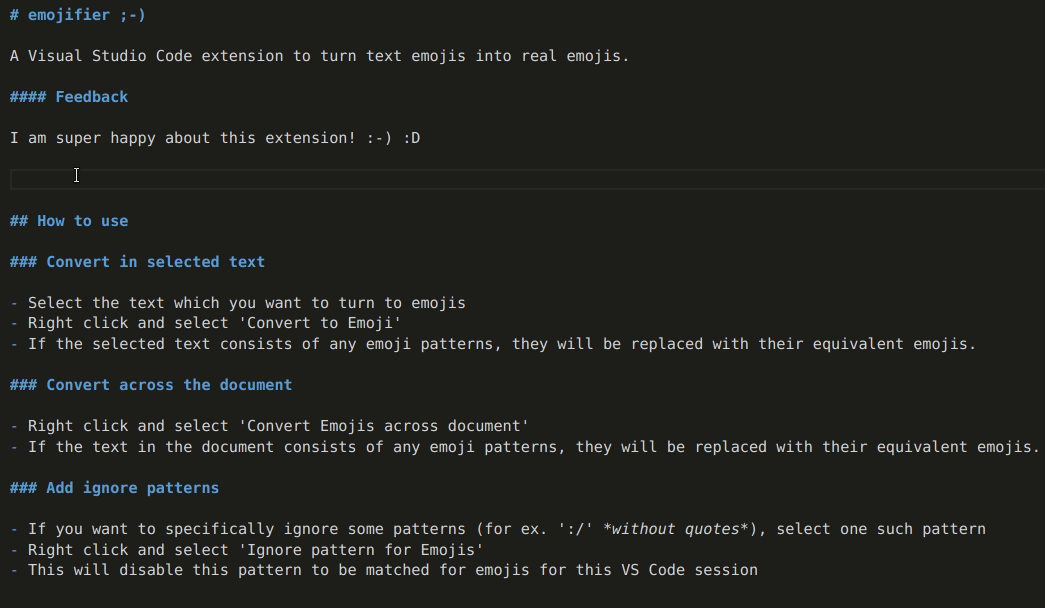 # emojifier ;-)
A Visual Studio Code extension to turn text emojis into real emojis.
#### Feedback
I am super happy about this extension! :-) :D
## How to use
### Convert in selected text
- Select the text which you want to turn to emojis
- Right click and select 'Convert to Emoji'
- If the selected text consists of any emoji patterns, they will be replaced with their equivalent emojis.
### Convert across the document
- Right click and select 'Convert Emojis across document'
- If the text in the document consists of any emoji patterns, they will be replaced with their equivalent emojis.
### Add ignore patterns
- If you want to specifically ignore some patterns (for ex. ':/' *without quotes*), select one such pattern
- Right click and select 'Ignore pattern for Emojis'
- This will disable this pattern to be matched for emojis for this VS Code session